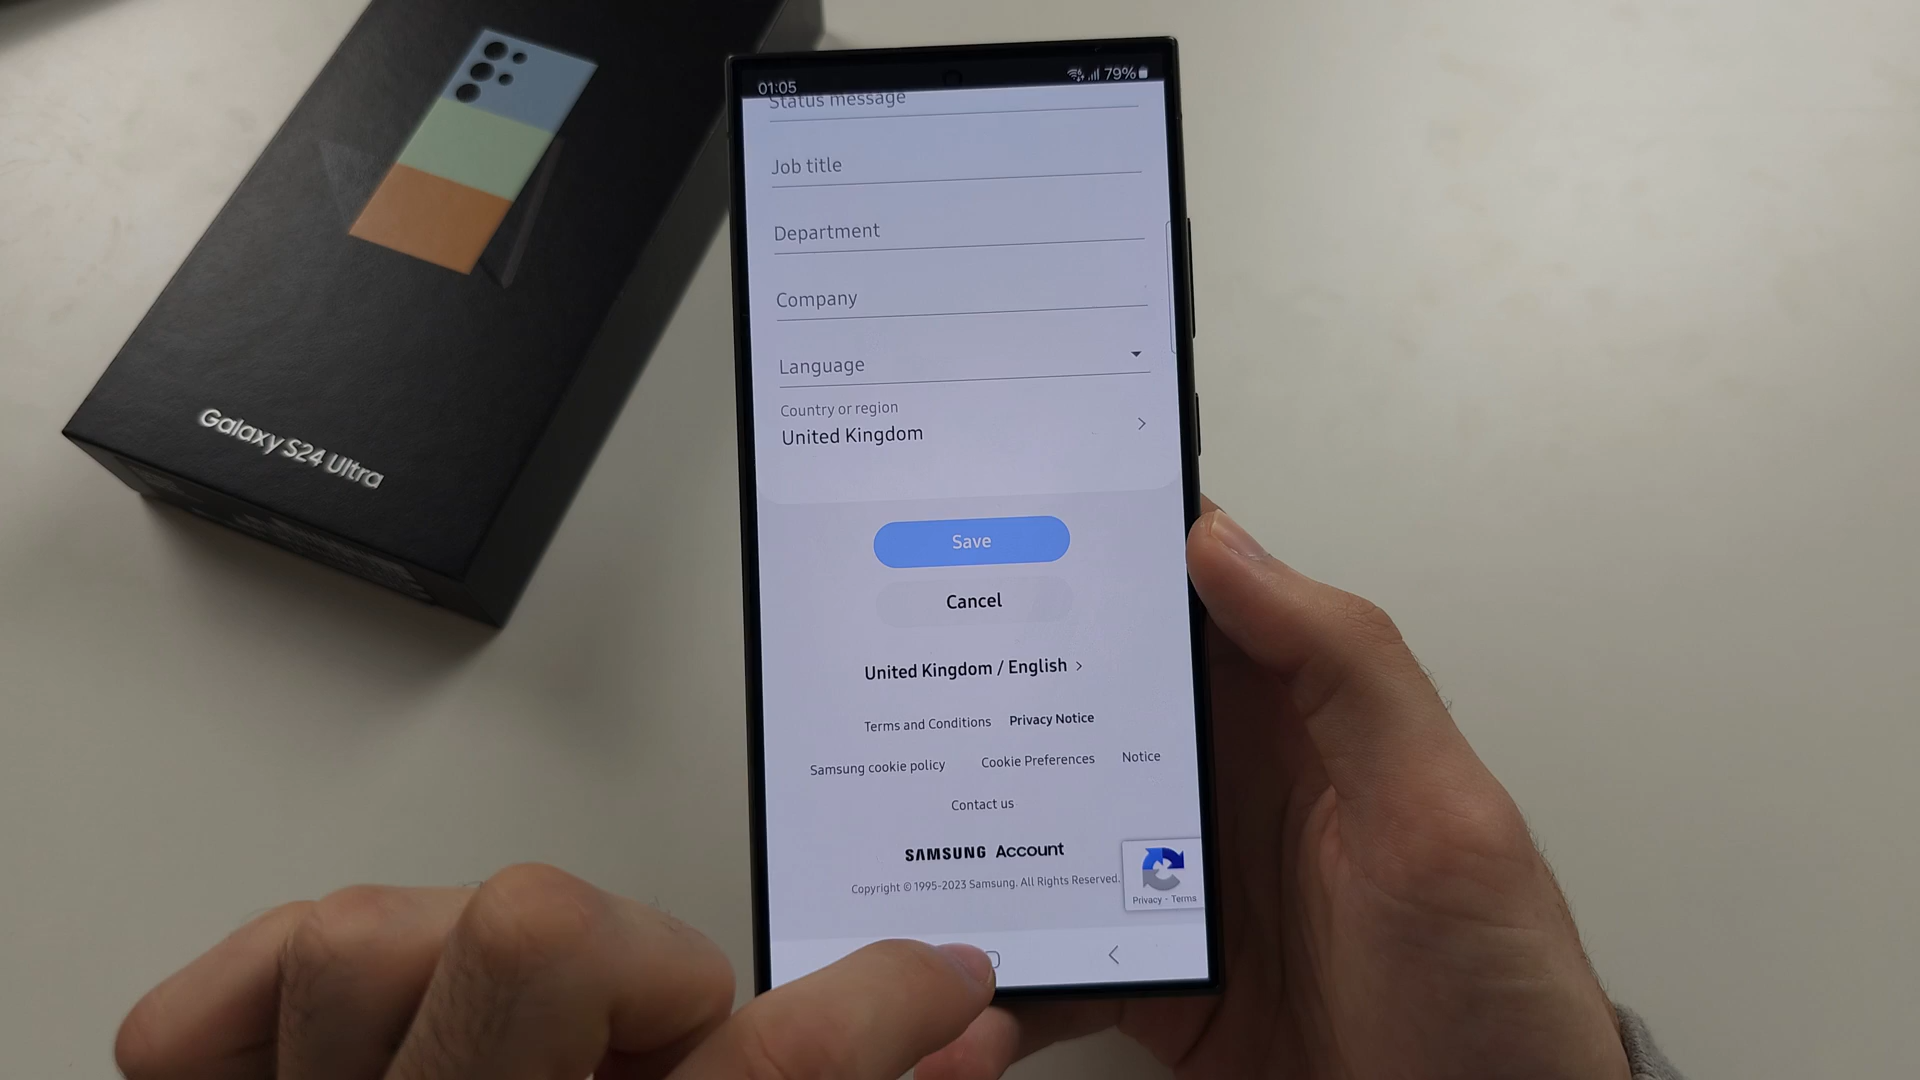 Galaxy S24 Ultra
01:05
79%
Status message
Job title
Department
Company
Language
Country or region
United Kingdom
Save
Cancel
United Kingdom / English >
Terms and Conditions Privacy Notice
Samsung cookie policy Cookie Preferences Notice
Contact us
SAMSUNG Account
Copyright © 1995-2023 Samsung. All Rights Reserved.
Privacy - Terms